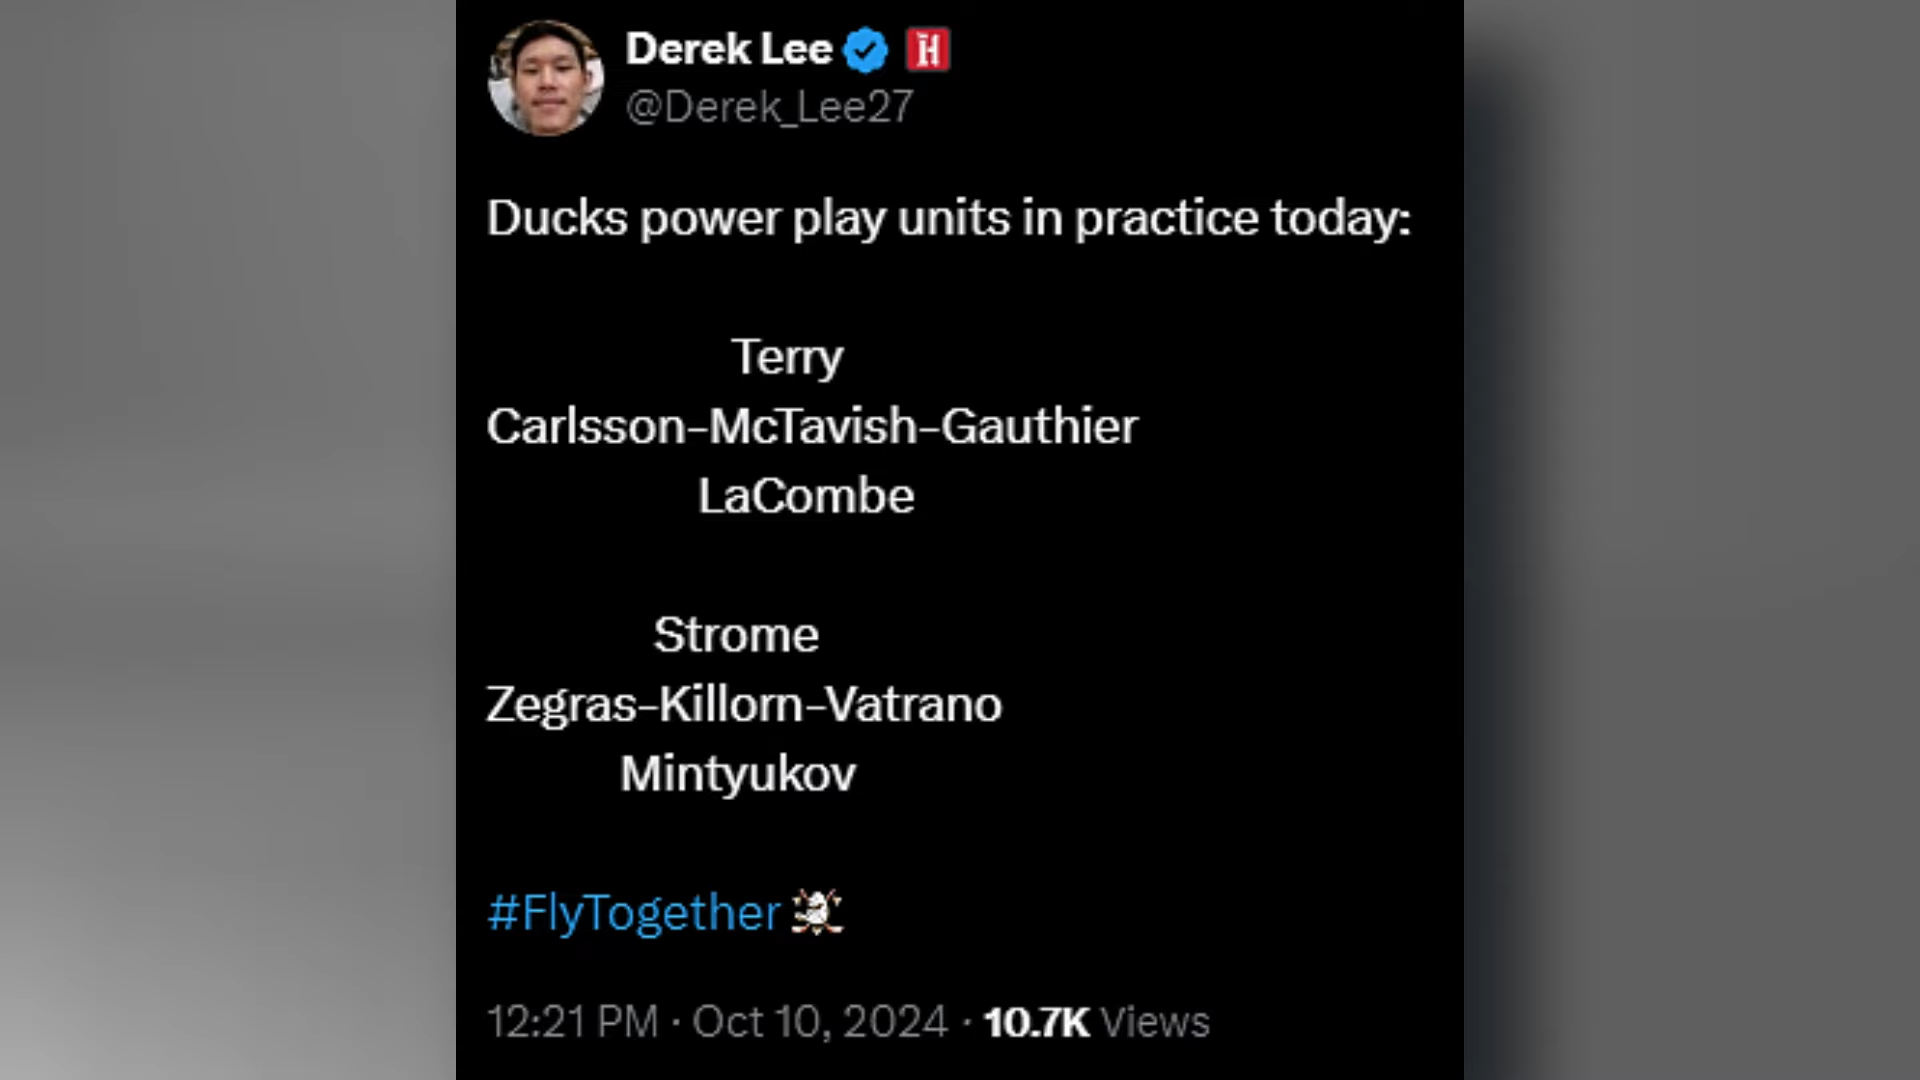 Derek Lee
@Derek_Lee27
Ducks power play units in practice today:
Terry
Carlsson-McTavish-Gauthier
LaCombe
Strome
Zegras-Killorn-Vatrano
Mintyukov
#FlyTogether
12:21 PM · Oct 10, 2024 · 10.7K Views